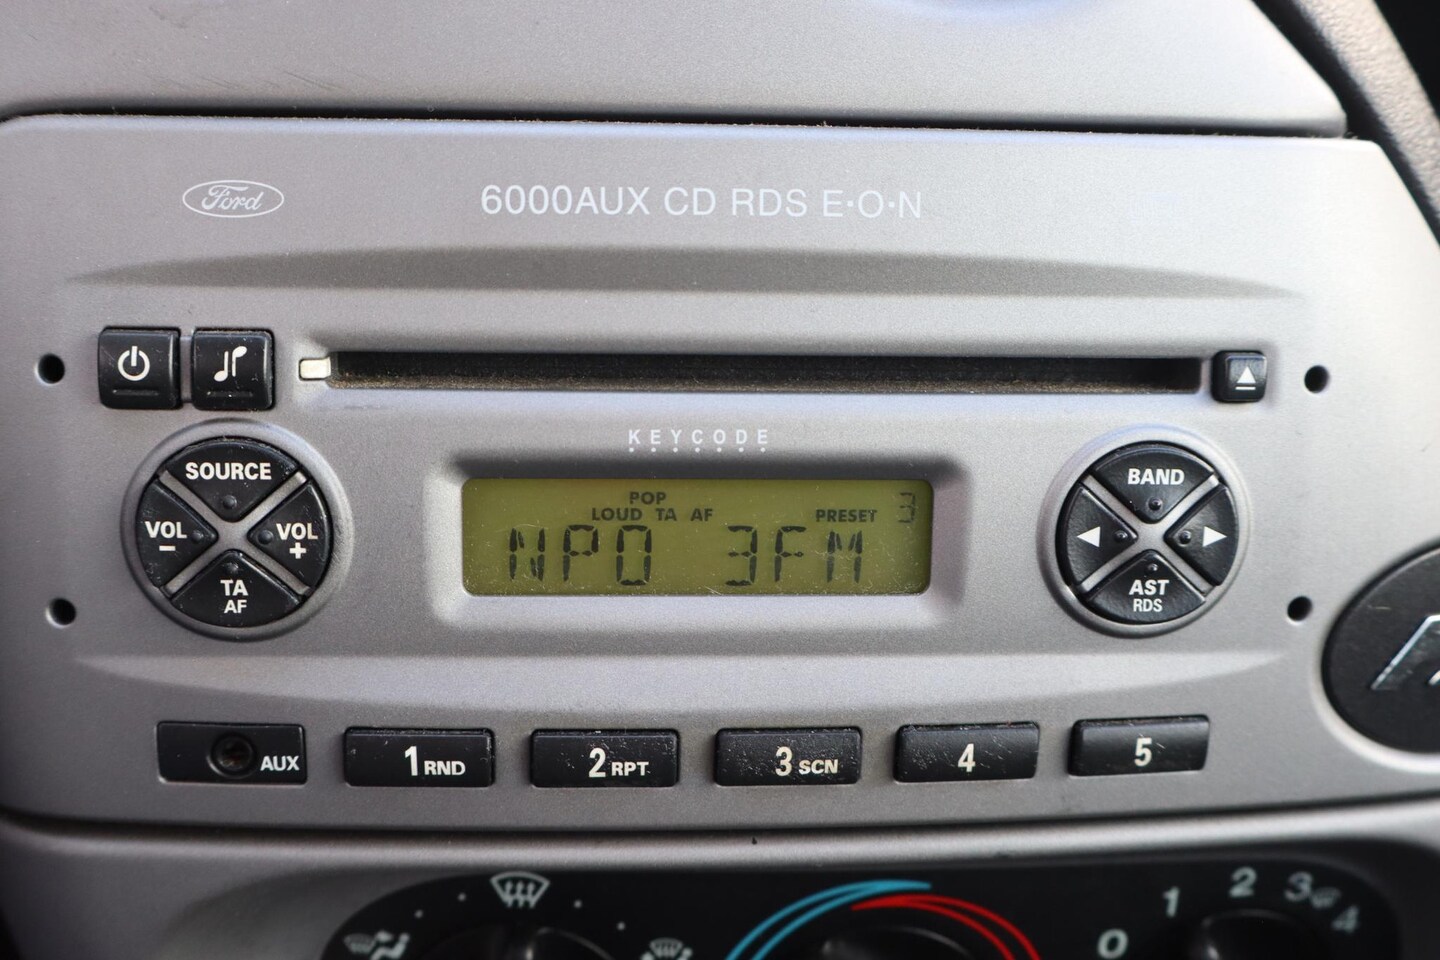 Ford
6000AUX CD RDS E·O·N
KEYCODE
SOURCE
VOL
-
VOL
+
TA
AF
POP
LOUD TA AF
PRESET 3
NPO 3FM
BAND
AST
RDS
AUX
1 RND
2 RPT
3 SCN
4
5
0
1
2
3
4